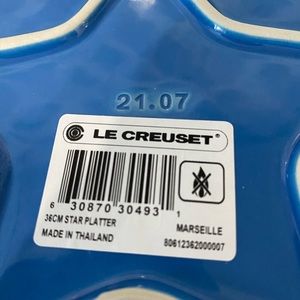 21.07
LE CREUSET®
6 30870 30493 1
36CM STAR PLATTER MARSEILLE
MADE IN THAILAND 80612362000007